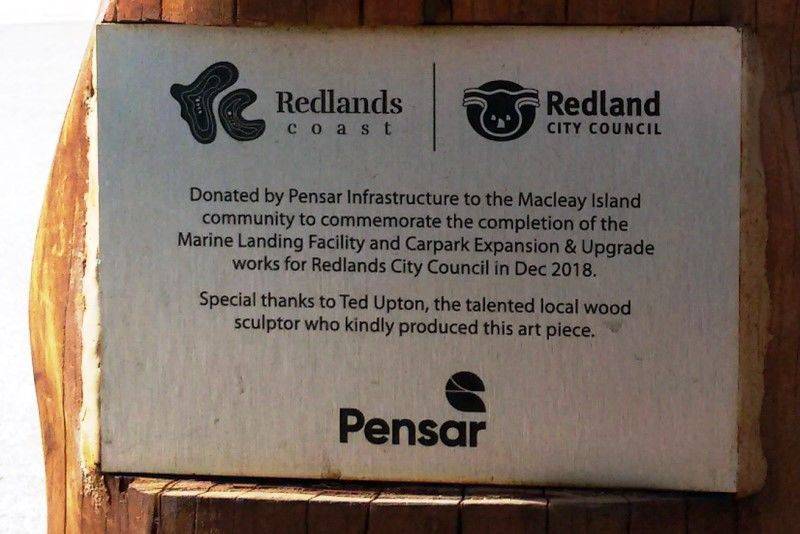 Redlands
coast
Redland
CITY COUNCIL
Donated by Pensar Infrastructure to the Macleay Island
community to commemorate the completion of the
Marine Landing Facility and Carpark Expansion & Upgrade
works for Redlands City Council in Dec 2018.
Special thanks to Ted Upton, the talented local wood
sculptor who kindly produced this art piece.
Pensar